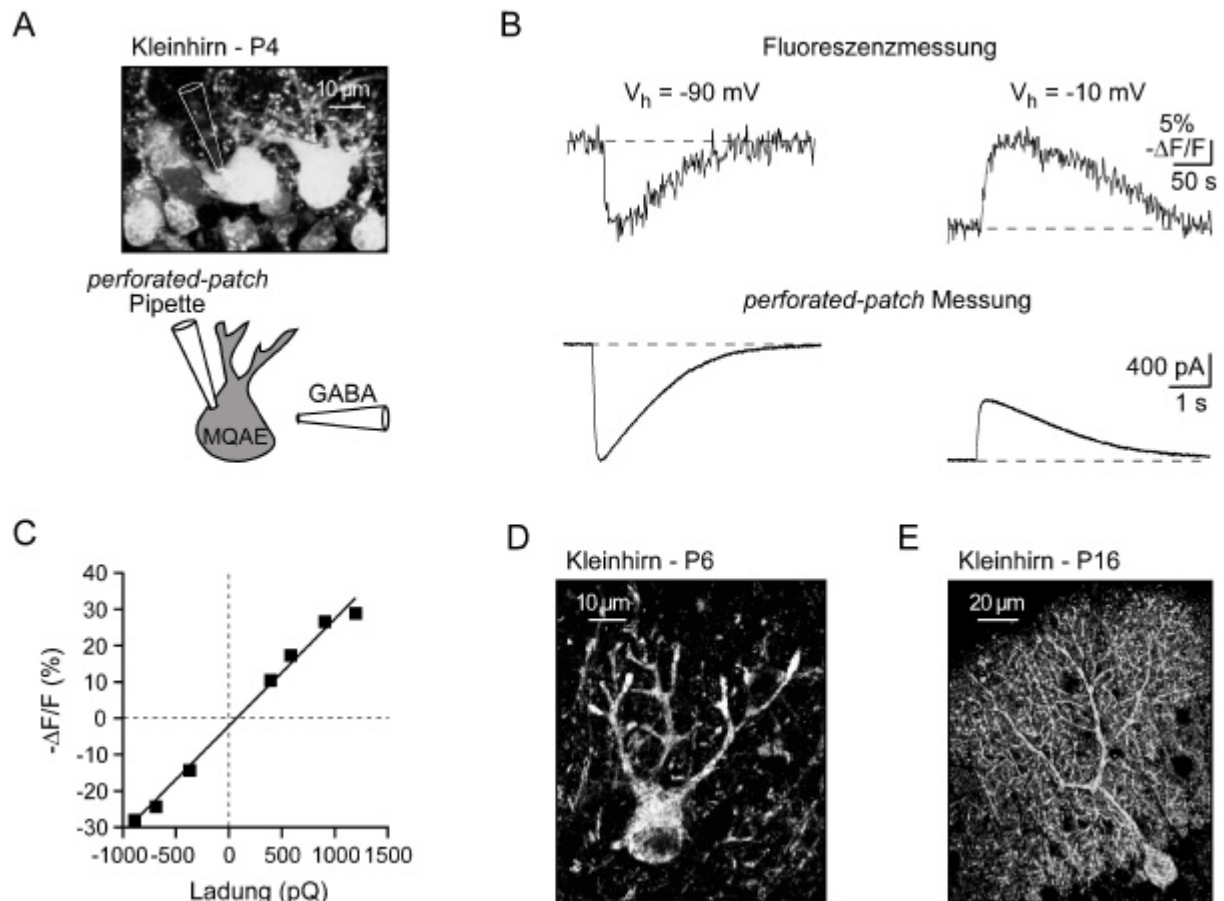 A
Kleinhirn - P4
10 µm
perforated-patch
Pipette
GABA
MQAE
B
Fluoreszenzmessung
Vh = -90 mV
Vh = -10 mV
5%
-ΔF/F
50 s
perforated-patch Messung
400 pA
1 s
C
-ΔF/F (%)
40
30
20
10
0
-10
-20
-30
-1000 -500 0 500 1000 1500
Ladung (pQ)
D
Kleinhirn - P6
10 µm
E
Kleinhirn - P16
20 µm